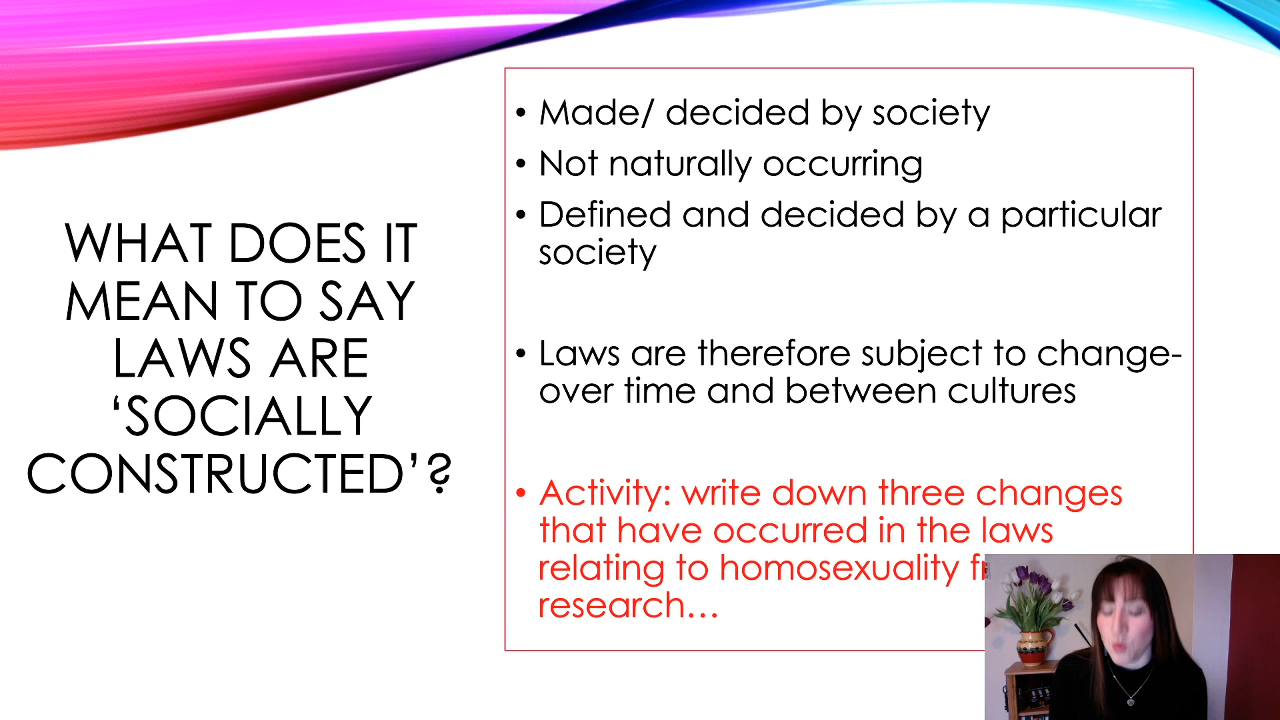 WHAT DOES IT
MEAN TO SAY
LAWS ARE
‘SOCIALLY
CONSTRUCTED’?
• Made/ decided by society
• Not naturally occurring
• Defined and decided by a particular
society
• Laws are therefore subject to change-
over time and between cultures
• Activity: write down three changes
that have occurred in the laws
relating to homosexuality
research…